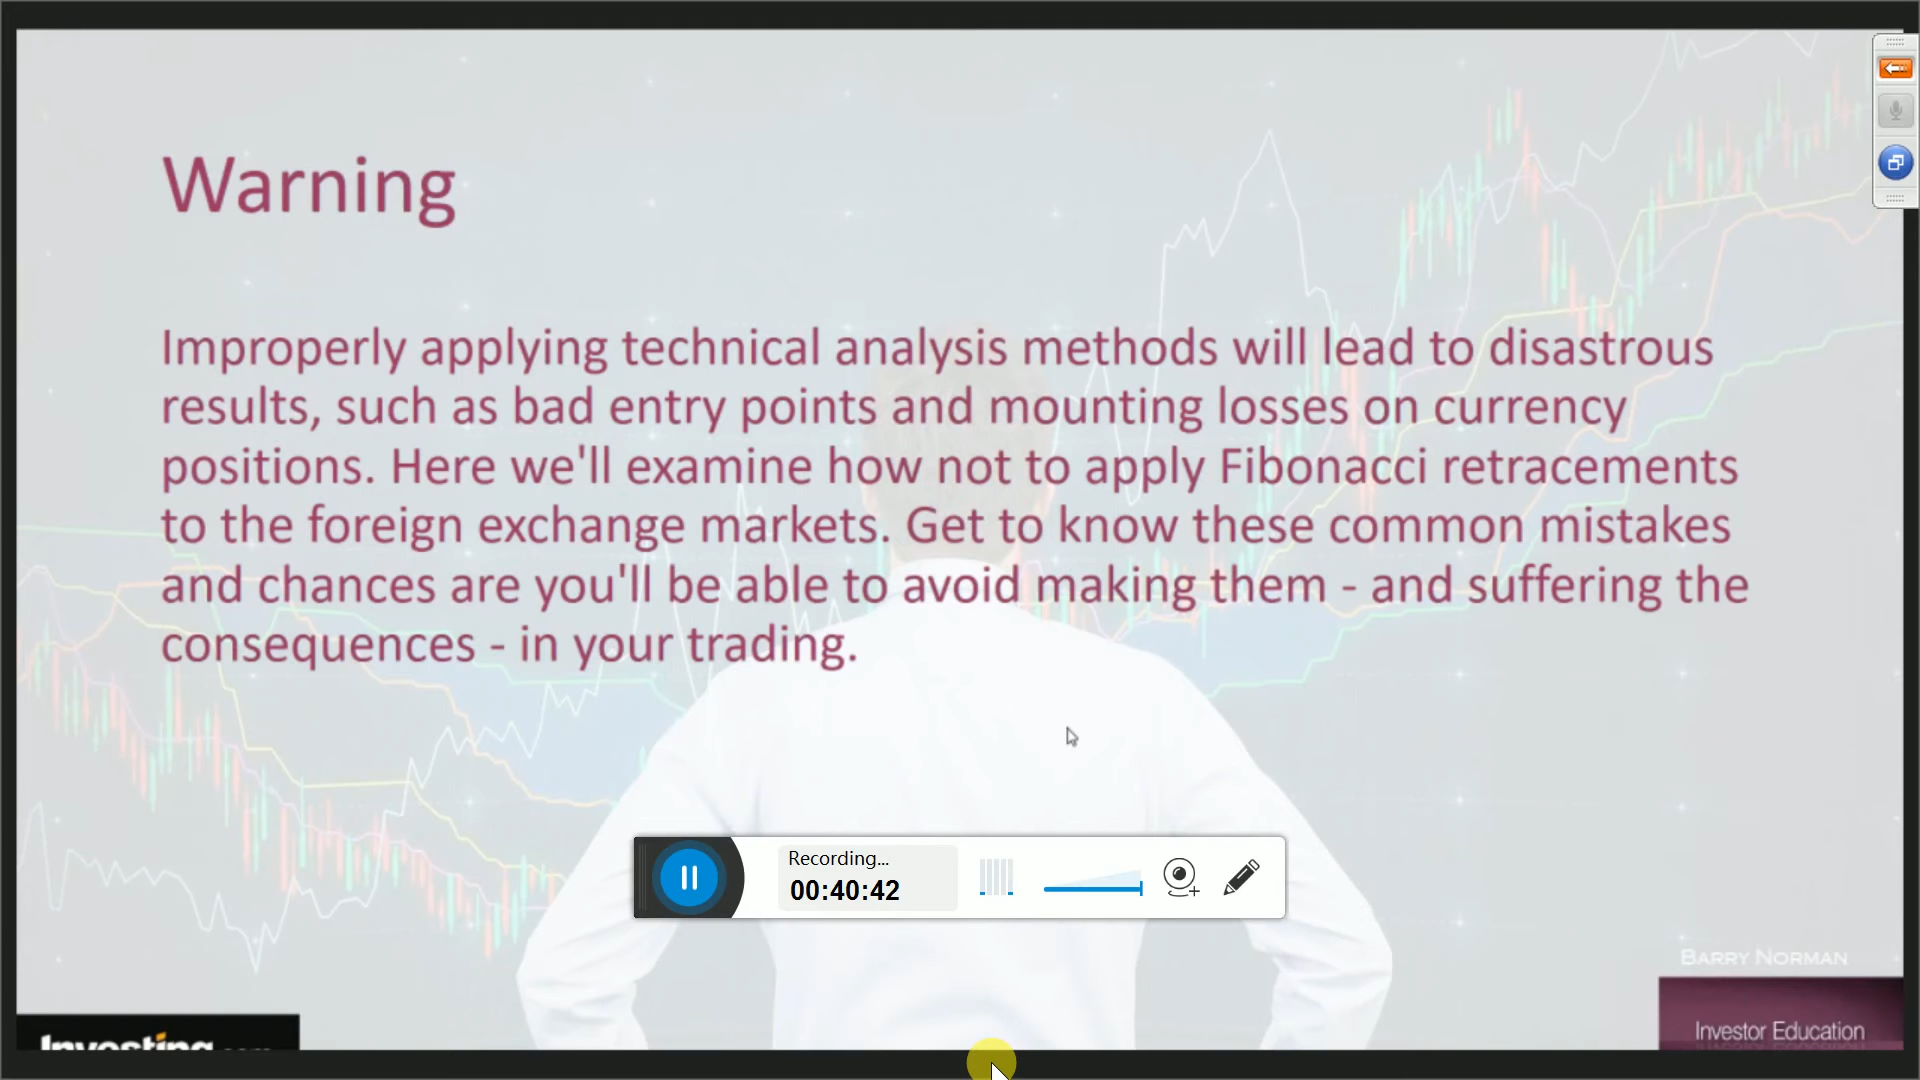 Warning
Improperly applying technical analysis methods will lead to disastrous
results, such as bad entry points and mounting losses on currency
positions. Here we'll examine how not to apply Fibonacci retracements
to the foreign exchange markets. Get to know these common mistakes
and chances are you'll be able to avoid making them - and suffering the
consequences - in your trading.
Recording...
00:40:42
BARRY NORMAN
Investing.com
Investor Education